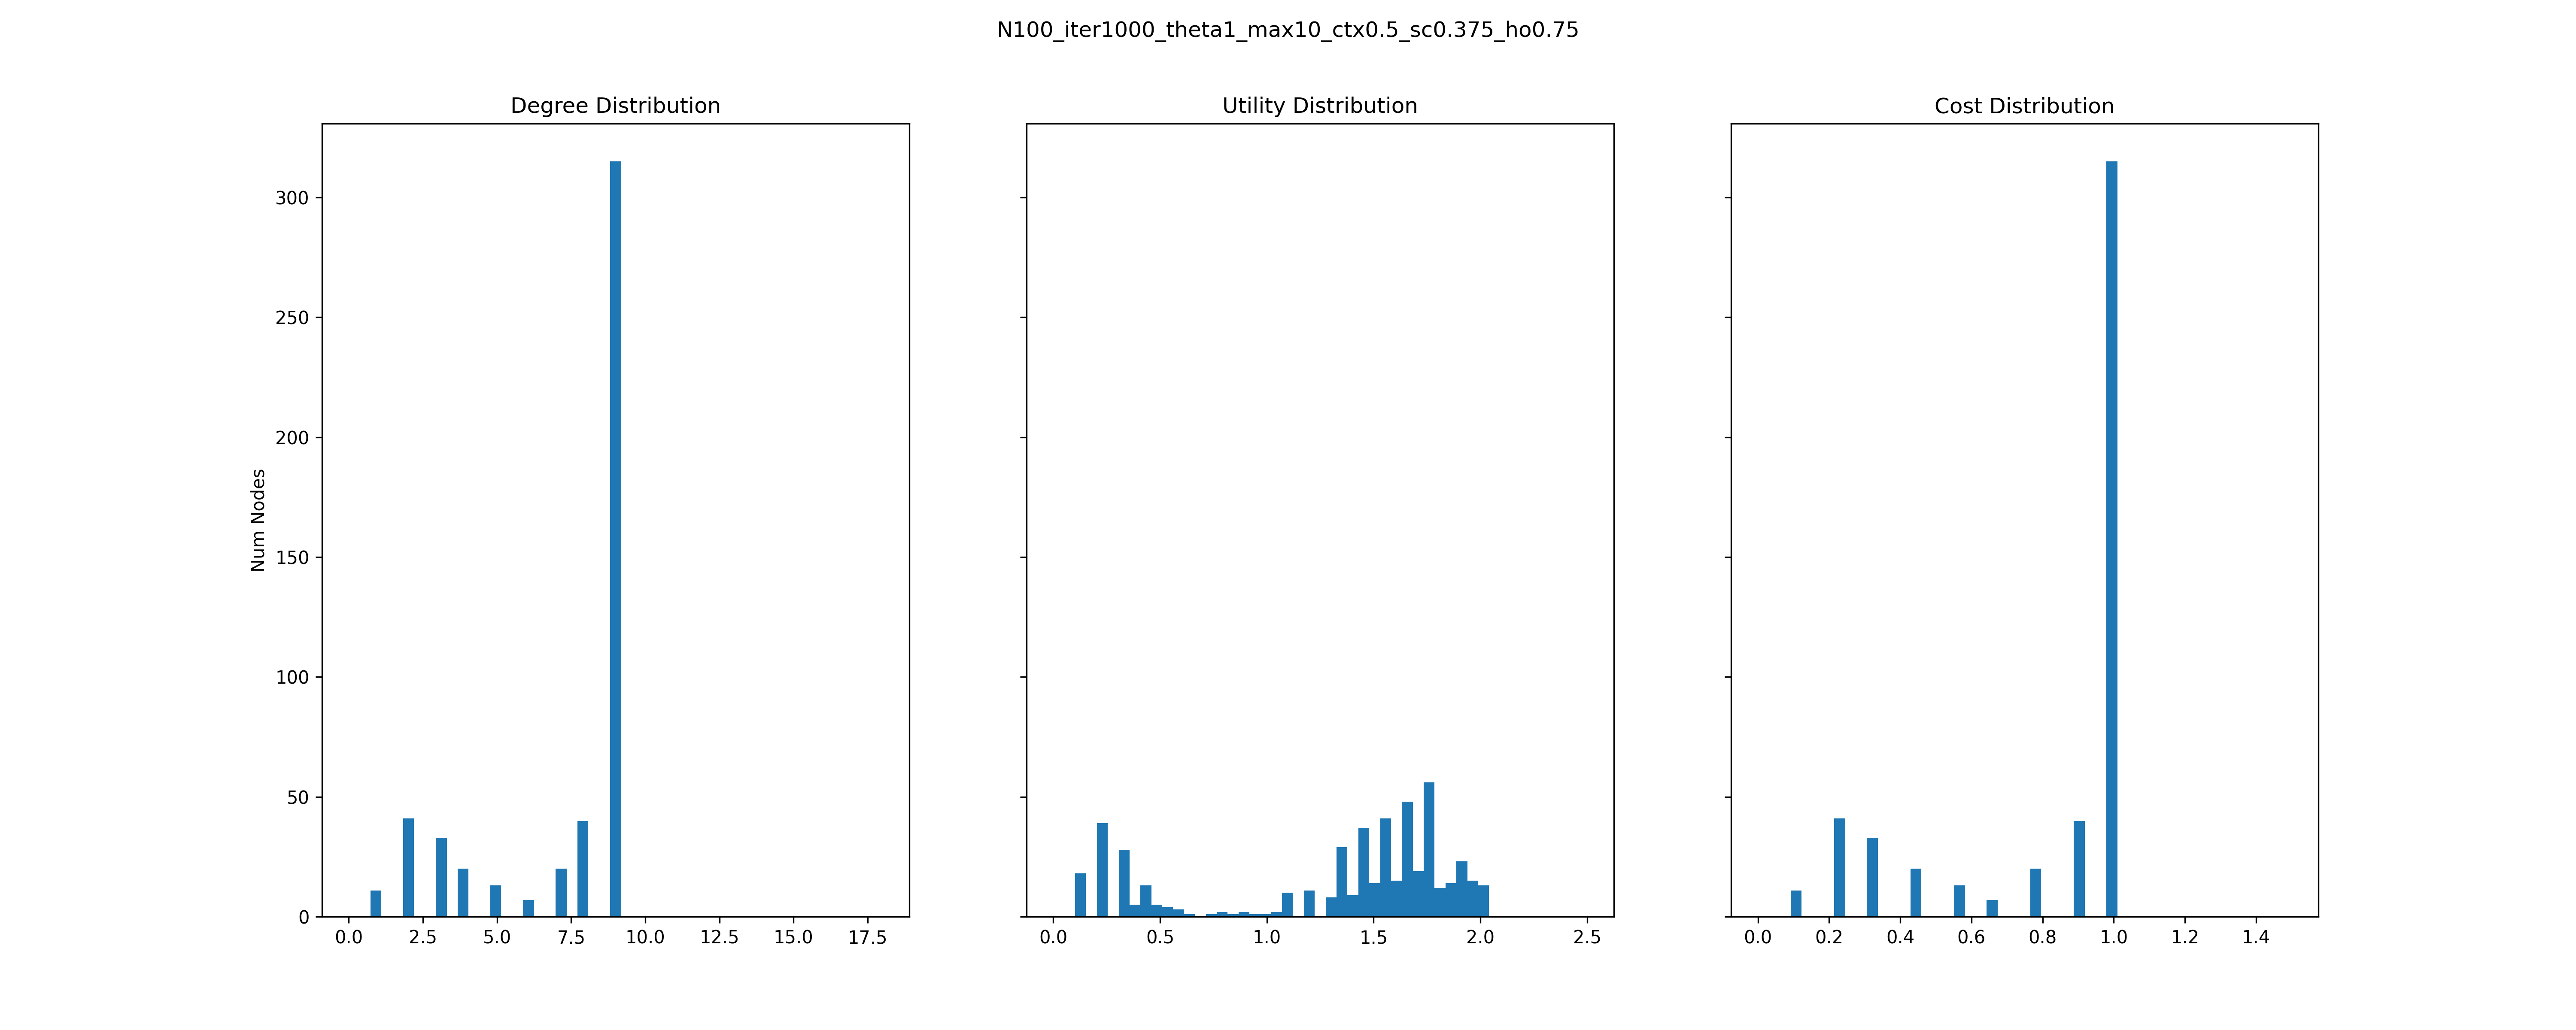 N100_iter1000_theta1_max10_ctx0.5_sc0.375_ho0.75
Degree Distribution
Utility Distribution
Cost Distribution
Num Nodes
300
250
200
150
100
50
0
0.0 2.5 5.0 7.5 10.0 12.5 15.0 17.5
0.0 0.5 1.0 1.5 2.0 2.5
0.0 0.2 0.4 0.6 0.8 1.0 1.2 1.4